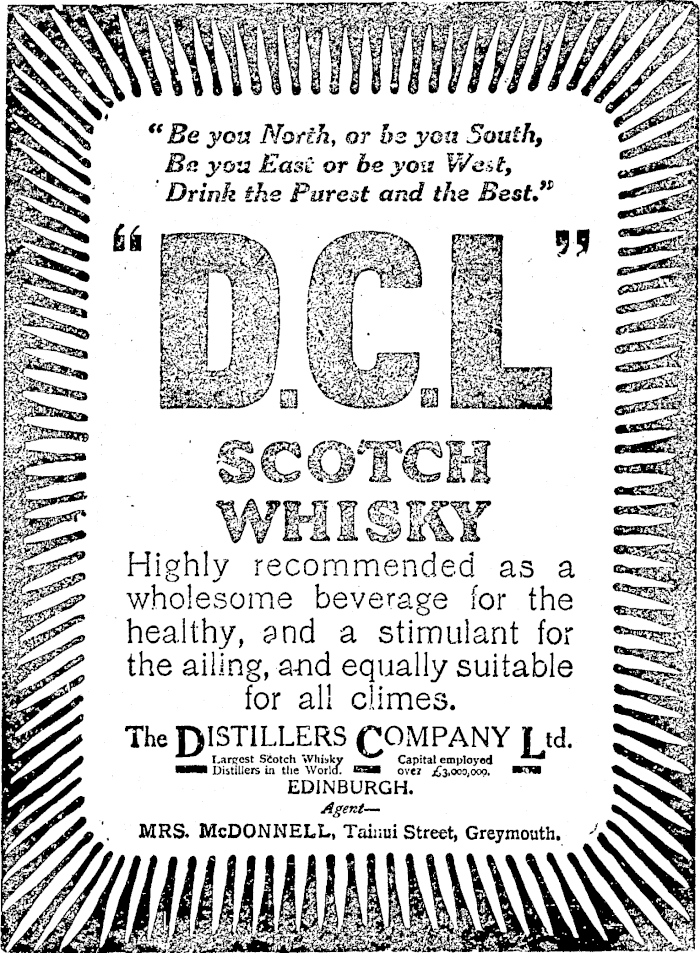 “Be you North, or be you South,
Be you East or be you West,
Drink the Purest and the Best.”
“D.C.L”
SCOTCH
WHISKY
Highly recommended as a
wholesome beverage for the
healthy, and a stimulant for
the ailing, and equally suitable
for all climes.
The DISTILLERS COMPANY Ltd.
Largest Scotch Whisky
Distillers in the World.
Capital employed
over £3,000,000.
EDINBURGH.
Agent—
MRS. McDONNELL, Tainui Street, Greymouth.